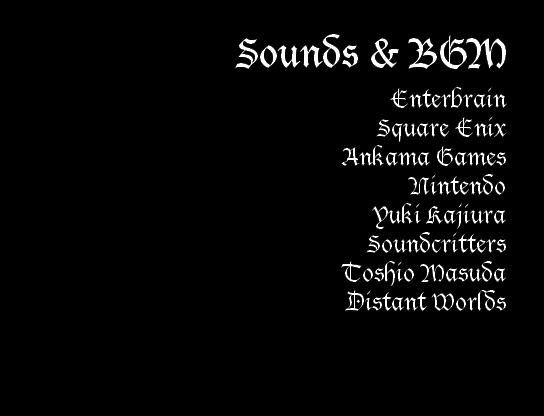 Sounds & BGM
Enterbrain
Square Enix
Ankama Games
Nintendo
Yuki Kajiura
Soundcritters
Toshio Masuda
Distant Worlds